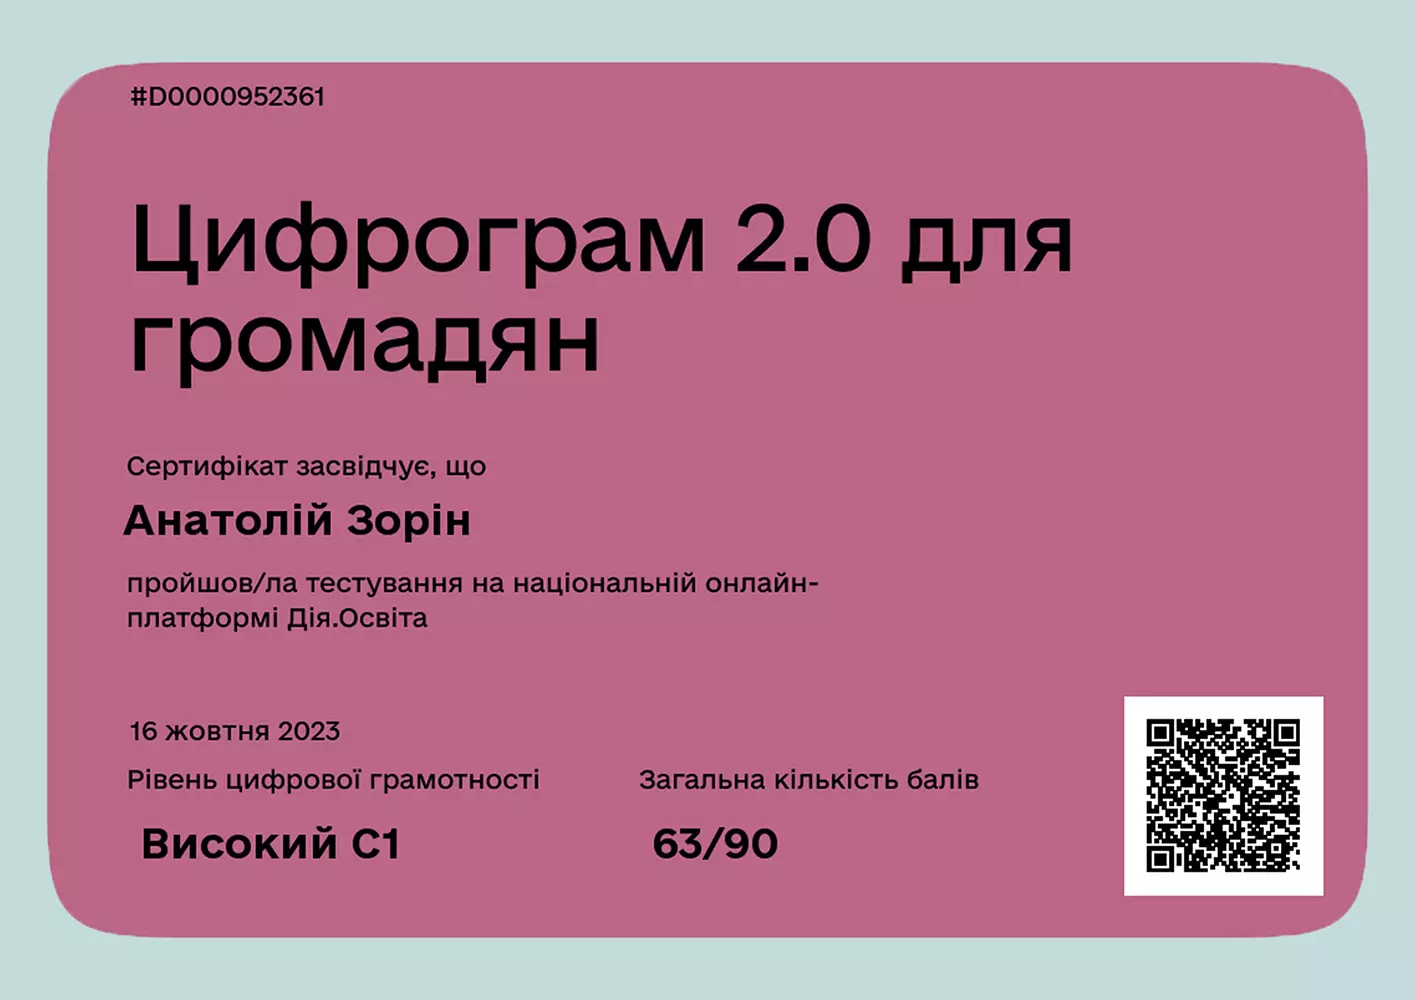 #D0000952361
Цифрограм 2.0 для
громадян
Сертифікат засвідчує, що
Анатолій Зорін
пройшов/ла тестування на національній онлайн-
платформі Дія.Освіта
16 жовтня 2023
Рівень цифрової грамотності
Високий C1
Загальна кількість балів
63/90